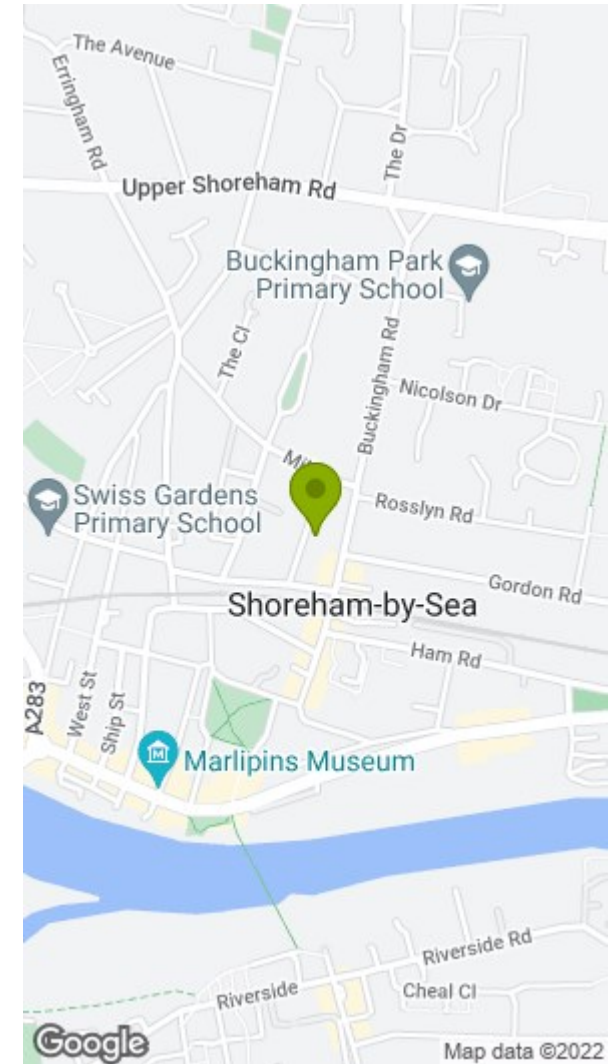 The Avenue
Erringham Rd
The Dr
Upper Shoreham Rd
Buckingham Park
Primary School
The Cl
Buckingham Rd
Nicolson Dr
Swiss Gardens
Primary School
Rosslyn Rd
Shoreham-by-Sea
Gordon Rd
Ham Rd
A283
West St
Ship St
M
Marlipins Museum
Riverside Rd
Riverside
Cheal Cl
Google
Map data ©2022